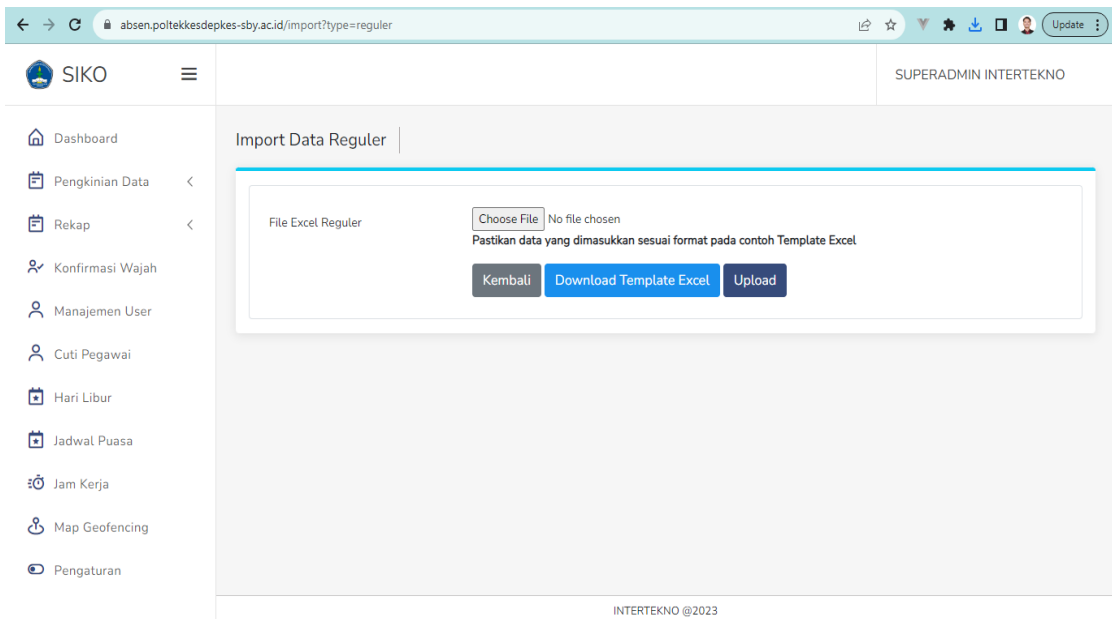 absen.poltekkesdepkes-sby.ac.id/import?type=reguler
Update
SIKO
SUPERADMIN INTERTEKNO
Dashboard
Pengkinian Data
Rekap
Konfirmasi Wajah
Manajemen User
Cuti Pegawai
Hari Libur
Jadwal Puasa
Jam Kerja
Map Geofencing
Pengaturan
Import Data Reguler
File Excel Reguler
Choose File No file chosen
Pastikan data yang dimasukkan sesuai format pada contoh Template Excel
Kembali Download Template Excel Upload
INTERTEKNO @2023